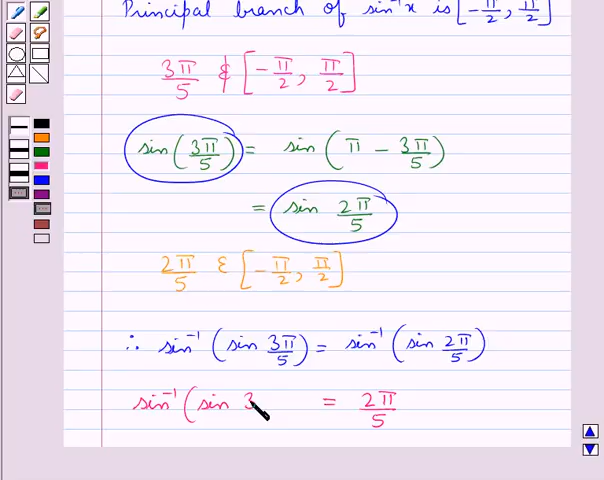 Principal branch of sin⁻¹x is [-π/2, π/2]
3π/5 ∉ [-π/2, π/2]
sin(3π/5) = sin(π - 3π/5)
= sin 2π/5
2π/5 ε [-π/2, π/2]
∴ sin⁻¹(sin 3π/5) = sin⁻¹(sin 2π/5)
sin⁻¹(sin 3 = 2π/5